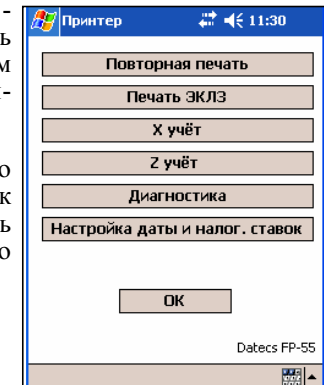 Принтер 11:30
Повторная печать
Печать ЭКЛЗ
X учёт
Z учёт
Диагностика
Настройка даты и налог. ставок
OK
Datecs FP-55